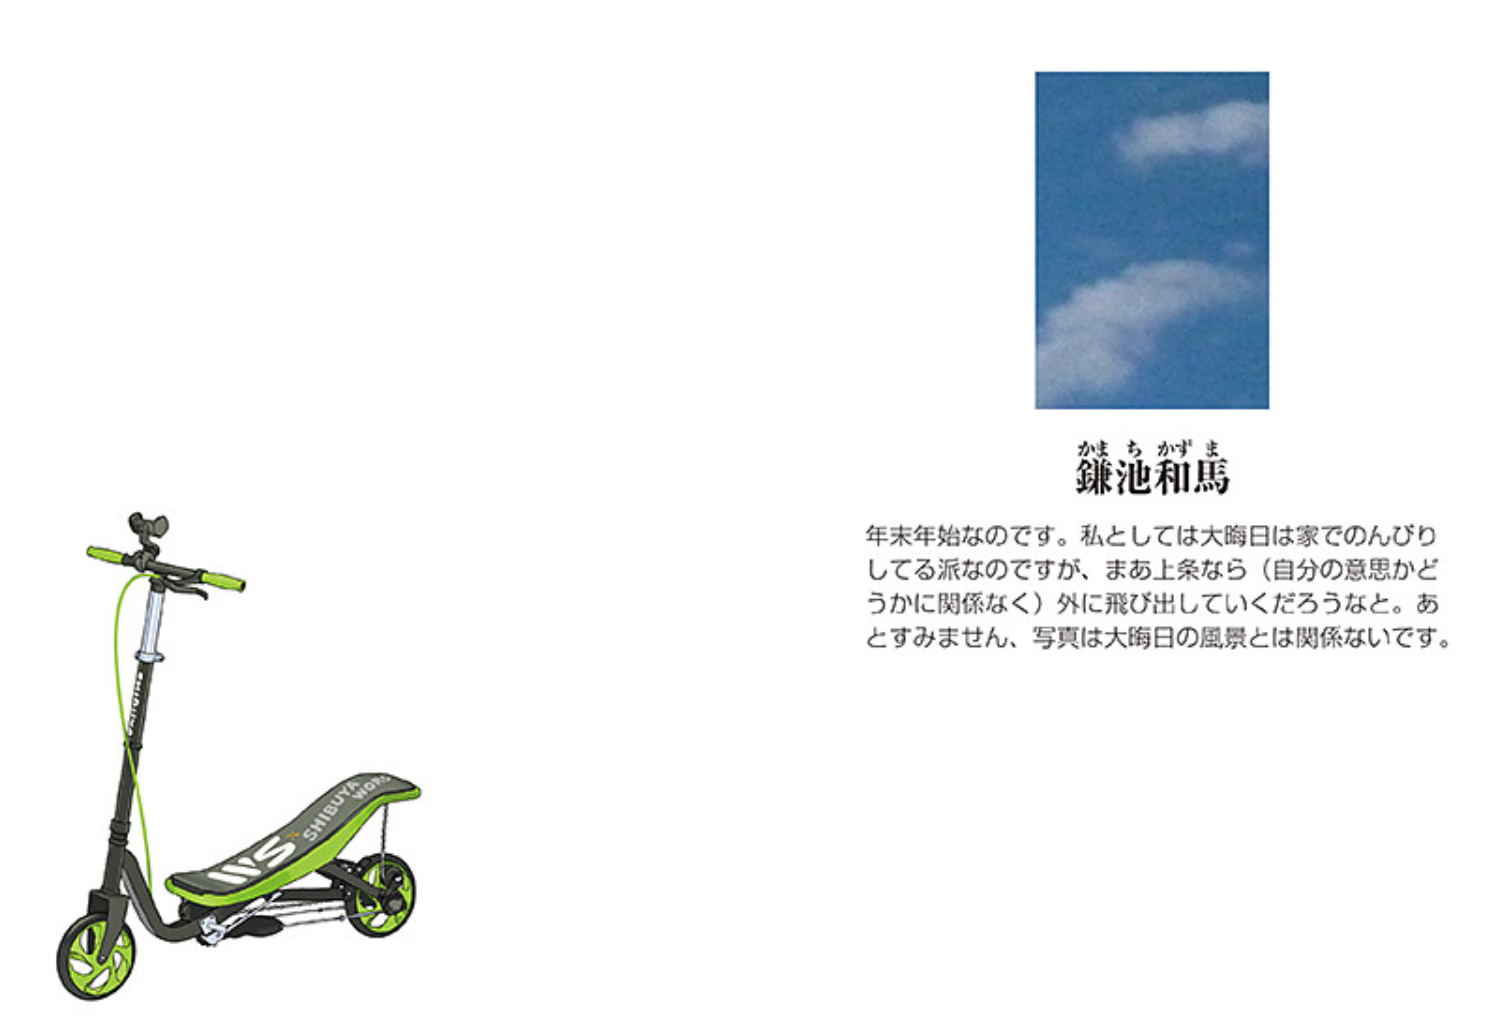 かまちかずま
鎌池和馬
年末年始なのです。私としては大晦日は家でのんびり
してる派なのですが、まあ上条なら（自分の意思かど
うかに関係なく）外に飛び出していくだろうなと。あ
とすみません、写真は大晦日の風景とは関係ないです。
SHIBUYA
WORG
WS